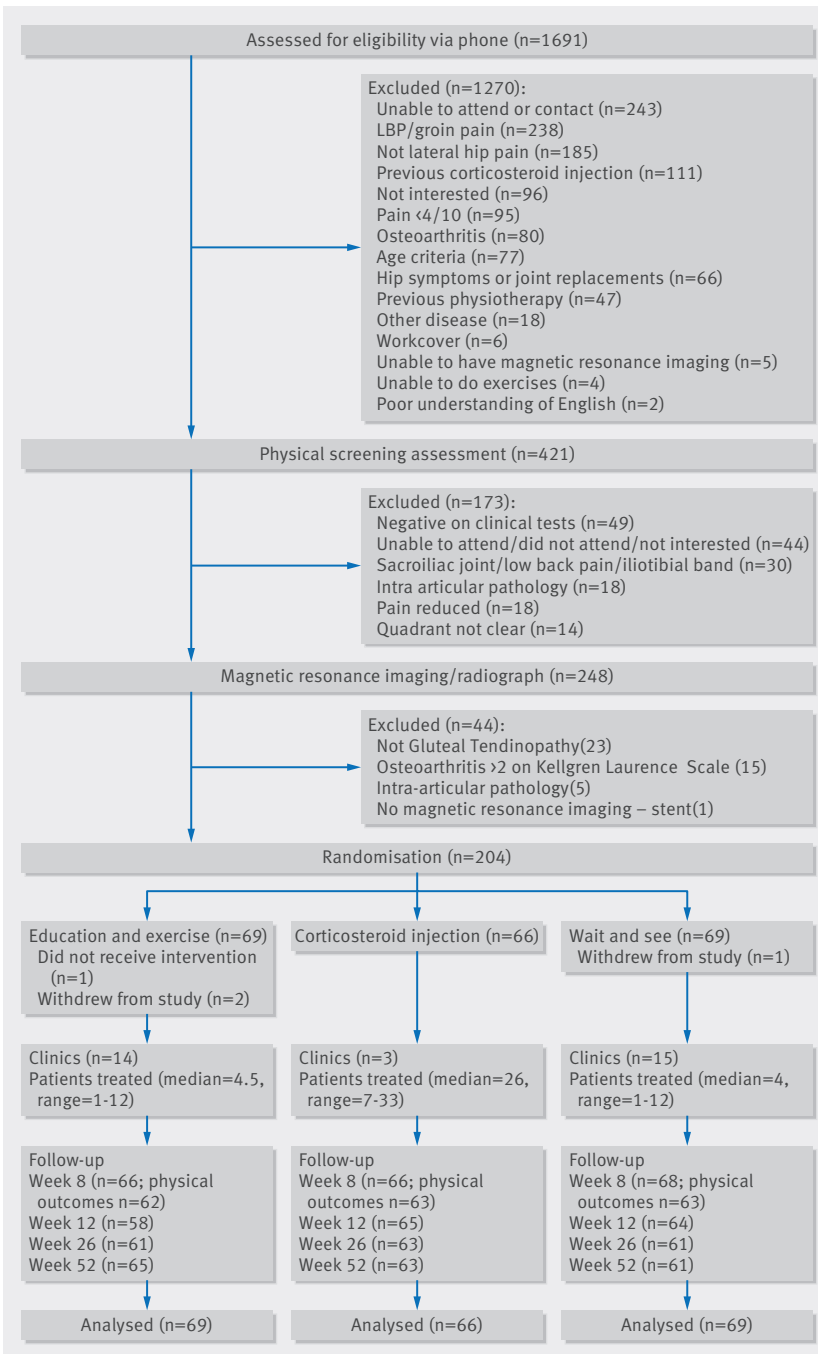 Assessed for eligibility via phone (n=1691)
Excluded (n=1270):
Unable to attend or contact (n=243)
LBP/groin pain (n=238)
Not lateral hip pain (n=185)
Previous corticosteroid injection (n=111)
Not interested (n=96)
Pain <4/10 (n=95)
Osteoarthritis (n=80)
Age criteria (n=77)
Hip symptoms or joint replacements (n=66)
Previous physiotherapy (n=47)
Other disease (n=18)
Workcover (n=6)
Unable to have magnetic resonance imaging (n=5)
Unable to do exercises (n=4)
Poor understanding of English (n=2)
Physical screening assessment (n=421)
Excluded (n=173):
Negative on clinical tests (n=49)
Unable to attend/did not attend/not interested (n=44)
Sacroiliac joint/low back pain/iliotibial band (n=30)
Intra articular pathology (n=18)
Pain reduced (n=18)
Quadrant not clear (n=14)
Magnetic resonance imaging/radiograph (n=248)
Excluded (n=44):
Not Gluteal Tendinopathy(23)
Osteoarthritis >2 on Kellgren Laurence Scale (15)
Intra-articular pathology(5)
No magnetic resonance imaging – stent(1)
Randomisation (n=204)
Education and exercise (n=69)
Did not receive intervention
(n=1)
Withdrew from study (n=2)
Corticosteroid injection (n=66)
Wait and see (n=69)
Withdrew from study (n=1)
Clinics (n=14)
Patients treated (median=4.5,
range=1-12)
Clinics (n=3)
Patients treated (median=26,
range=7-33)
Clinics (n=15)
Patients treated (median=4,
range=1-12)
Follow-up
Week 8 (n=66; physical
outcomes n=62)
Week 12 (n=58)
Week 26 (n=61)
Week 52 (n=65)
Follow-up
Week 8 (n=66; physical
outcomes n=63)
Week 12 (n=65)
Week 26 (n=63)
Week 52 (n=63)
Follow-up
Week 8 (n=68; physical
outcomes n=63)
Week 12 (n=64)
Week 26 (n=61)
Week 52 (n=61)
Analysed (n=69)
Analysed (n=66)
Analysed (n=69)